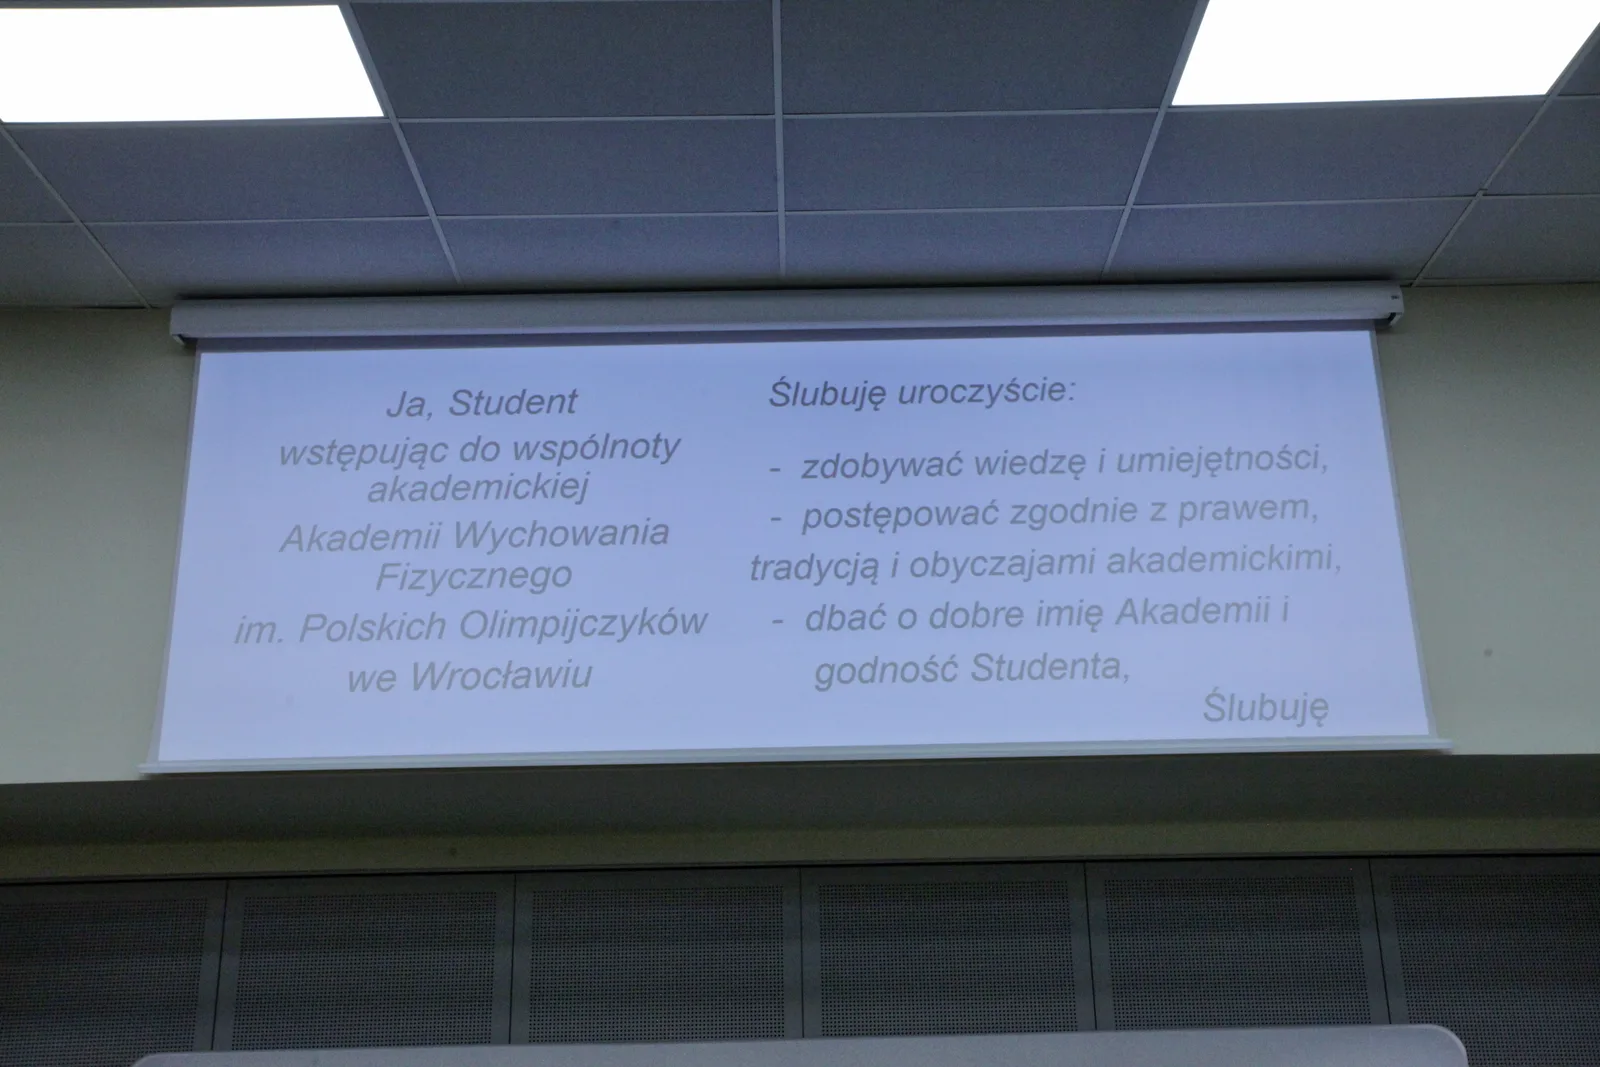 Ja, Student
wstępując do wspólnoty
akademickiej
Akademii Wychowania
Fizycznego
im. Polskich Olimpijczyków
we Wrocławiu
Ślubuję uroczyście:
- zdobywać wiedzę i umiejętności,
- postępować zgodnie z prawem,
tradycją i obyczajami akademickimi,
- dbać o dobre imię Akademii i
godność Studenta,
Ślubuję